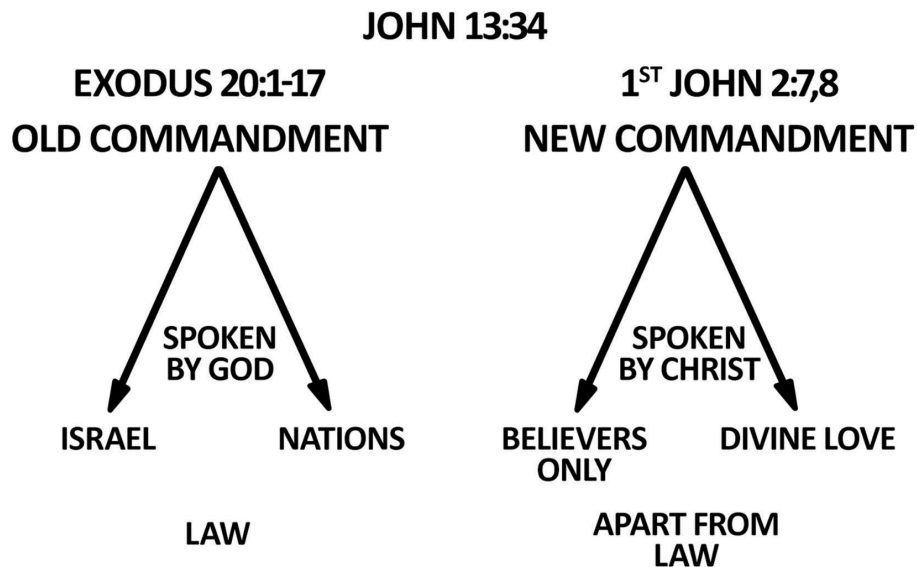 JOHN 13:34
EXODUS 20:1-17
OLD COMMANDMENT
SPOKEN
BY GOD
ISRAEL
NATIONS
LAW
1ST JOHN 2:7,8
NEW COMMANDMENT
SPOKEN
BY CHRIST
BELIEVERS
ONLY
DIVINE LOVE
APART FROM
LAW